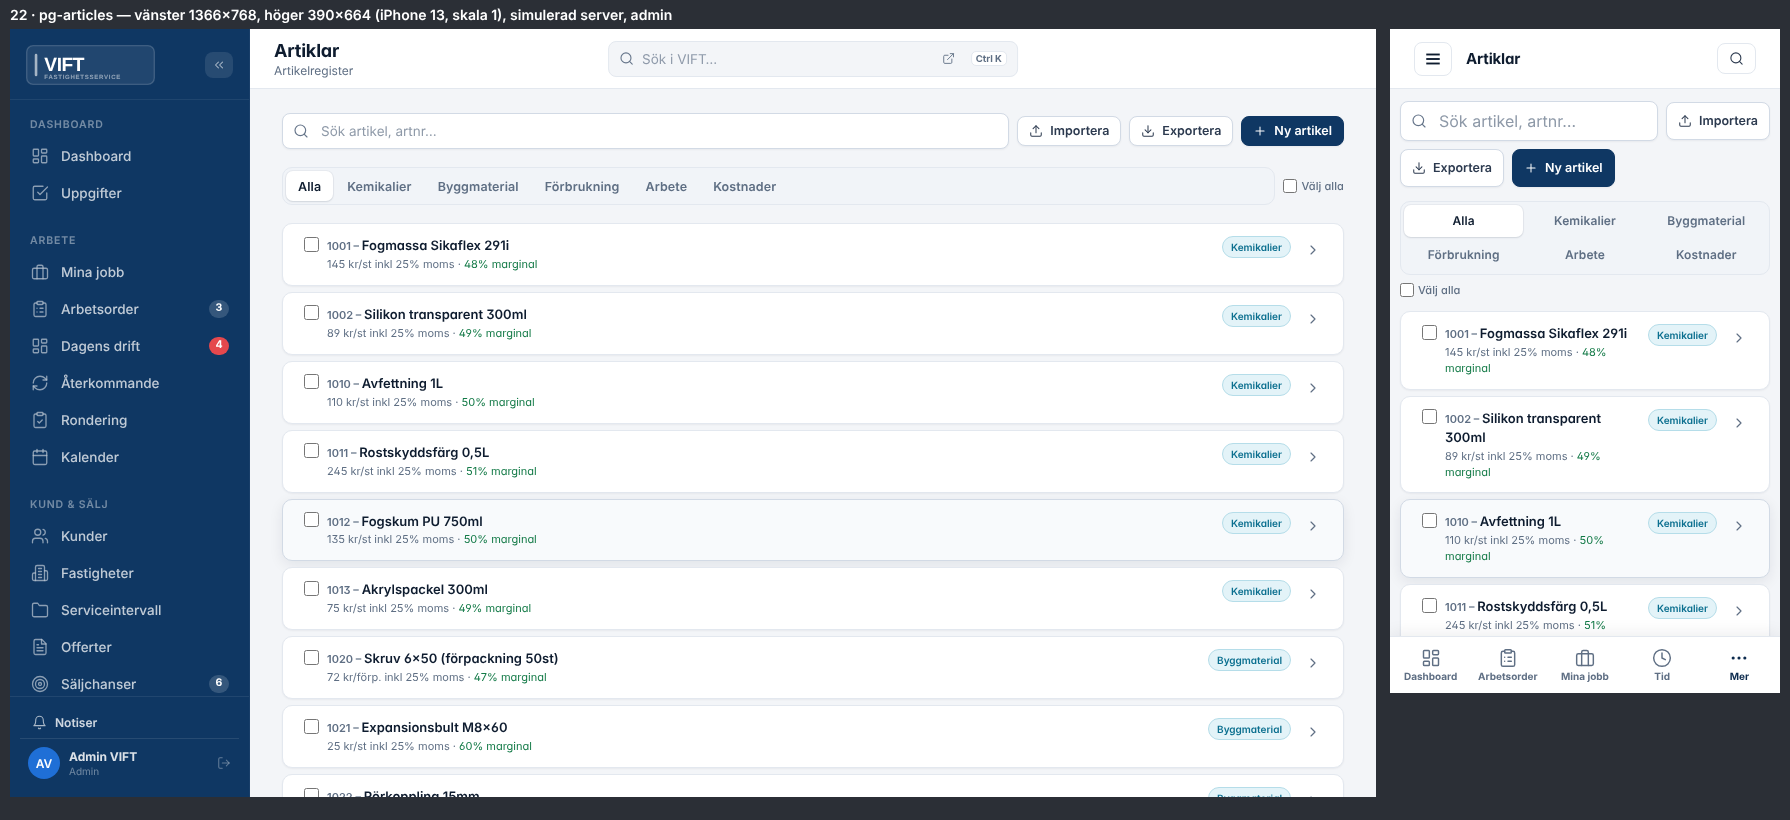 22 · pg-articles — vänster 1366×768, höger 390×664 (iPhone 13, skala 1), simulerad server, admin
VIFT
FASTIGHETSSERVICE
DASHBOARD
Dashboard
Uppgifter
ARBETE
Mina jobb
Arbetsorder 3
Dagens drift 4
Återkommande
Rondering
Kalender
KUND & SÄLJ
Kunder
Fastigheter
Serviceintervall
Offerter
Säljchanser 6
Notiser
AV Admin VIFT
Admin
Artiklar
Artikelregister
Sök i VIFT... Ctrl K
Sök artikel, artnr... Importera Exportera + Ny artikel
Alla Kemikalier Byggmaterial Förbrukning Arbete Kostnader Välj alla
1001 – Fogmassa Sikaflex 291i Kemikalier
145 kr/st inkl 25% moms · 48% marginal
1002 – Silikon transparent 300ml Kemikalier
89 kr/st inkl 25% moms · 49% marginal
1010 – Avfettning 1L Kemikalier
110 kr/st inkl 25% moms · 50% marginal
1011 – Rostskyddsfärg 0,5L Kemikalier
245 kr/st inkl 25% moms · 51% marginal
1012 – Fogskum PU 750ml Kemikalier
135 kr/st inkl 25% moms · 50% marginal
1013 – Akrylspackel 300ml Kemikalier
75 kr/st inkl 25% moms · 49% marginal
1020 – Skruv 6×50 (förpackning 50st) Byggmaterial
72 kr/förp. inkl 25% moms · 47% marginal
1021 – Expansionsbult M8×60 Byggmaterial
25 kr/st inkl 25% moms · 60% marginal
1022 – Rörkoppling 15mm Byggmaterial
Artiklar
Sök artikel, artnr... Importera
Exportera + Ny artikel
Alla Kemikalier Byggmaterial
Förbrukning Arbete Kostnader
Välj alla
1001 – Fogmassa Sikaflex 291i Kemikalier
145 kr/st inkl 25% moms · 48%
marginal
1002 – Silikon transparent Kemikalier
300ml
89 kr/st inkl 25% moms · 49%
marginal
1010 – Avfettning 1L Kemikalier
110 kr/st inkl 25% moms · 50%
marginal
1011 – Rostskyddsfärg 0,5L Kemikalier
245 kr/st inkl 25% moms · 51%
Dashboard Arbetsorder Mina jobb Tid Mer